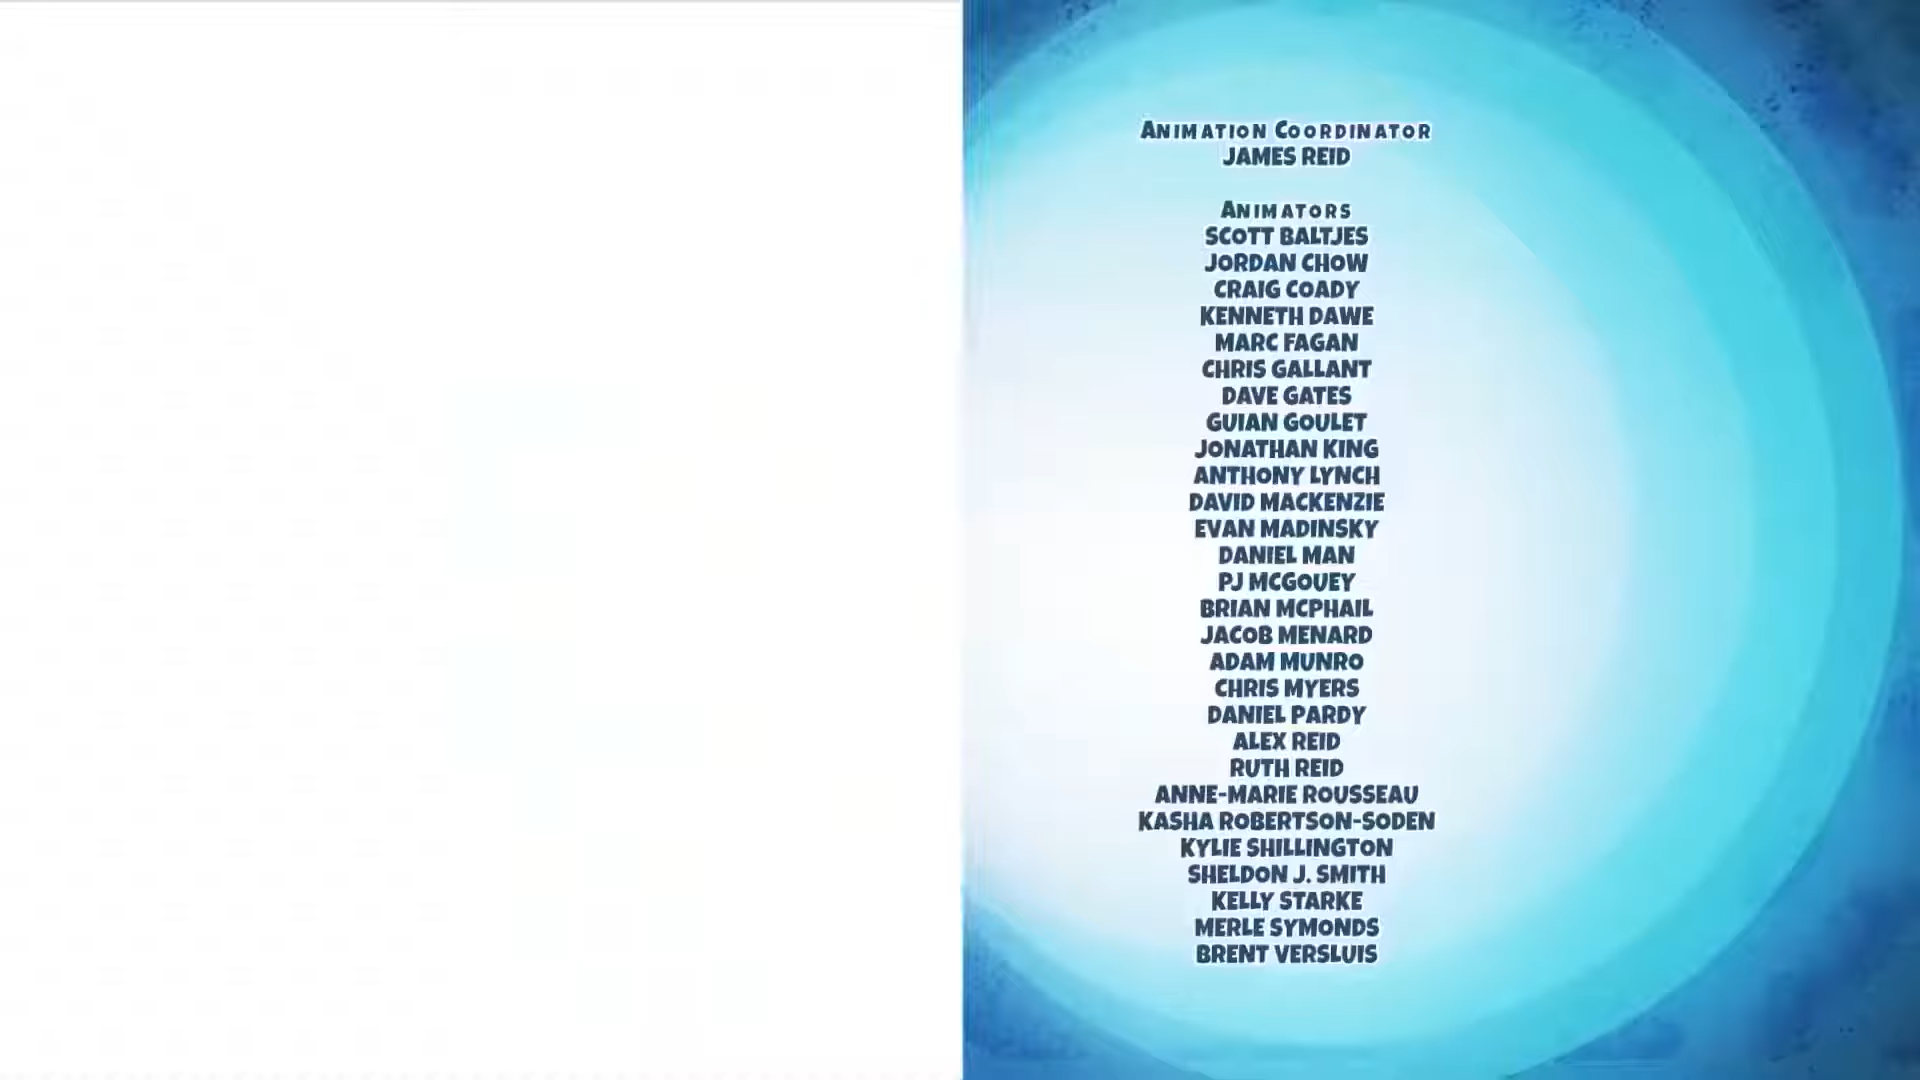 Animation Coordinator
JAMES REID
Animators
SCOTT BALTJES
JORDAN CHOW
CRAIG COADY
KENNETH DAWE
MARC FAGAN
CHRIS GALLANT
DAVE GATES
GUIAN GOULET
JONATHAN KING
ANTHONY LYNCH
DAVID MACKENZIE
EVAN MADINSKY
DANIEL MAN
PJ MCGOUEY
BRIAN MCPHAIL
JACOB MENARD
ADAM MUNRO
CHRIS MYERS
DANIEL PARDY
ALEX REID
RUTH REID
ANNE-MARIE ROUSSEAU
KASHA ROBERTSON-SODEN
KYLIE SHILLINGTON
SHELDON J. SMITH
KELLY STARKE
MERLE SYMONDS
BRENT VERSLUIS